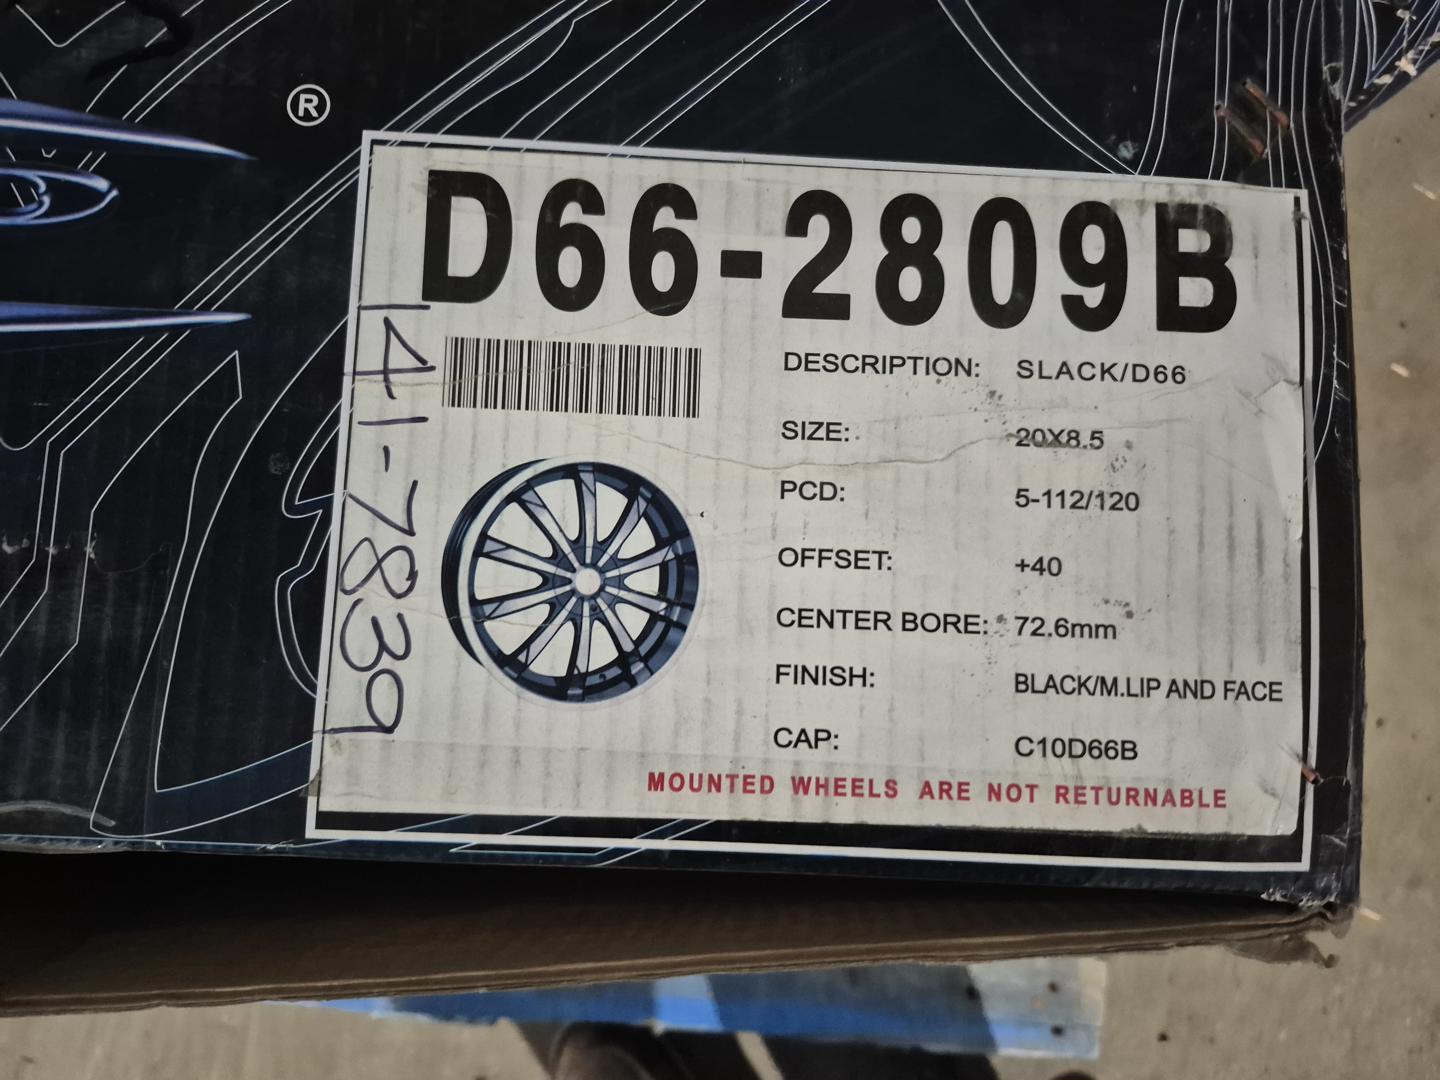 ®
D66-2809B
141-7839
DESCRIPTION: SLACK/D66
SIZE: 20X8.5
PCD: 5-112/120
OFFSET: +40
CENTER BORE: 72.6mm
FINISH: BLACK/M.LIP AND FACE
CAP: C10D66B
MOUNTED WHEELS ARE NOT RETURNABLE